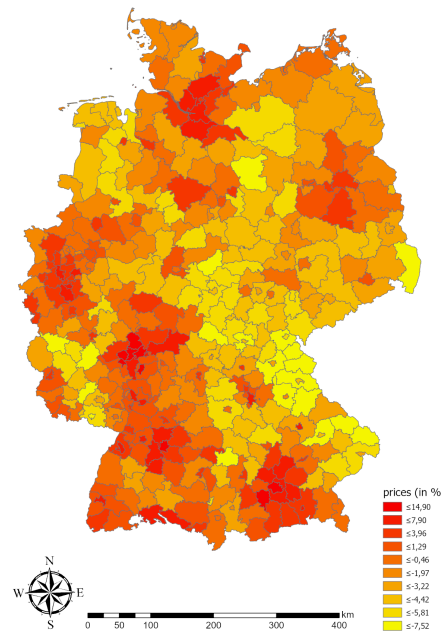 prices (in %
≤14,90
≤7,90
≤3,96
≤1,29
≤-0,46
≤-1,97
≤-3,22
≤-4,42
≤-5,81
≤-7,52
N
W E
S
km
0 100 200 300 400